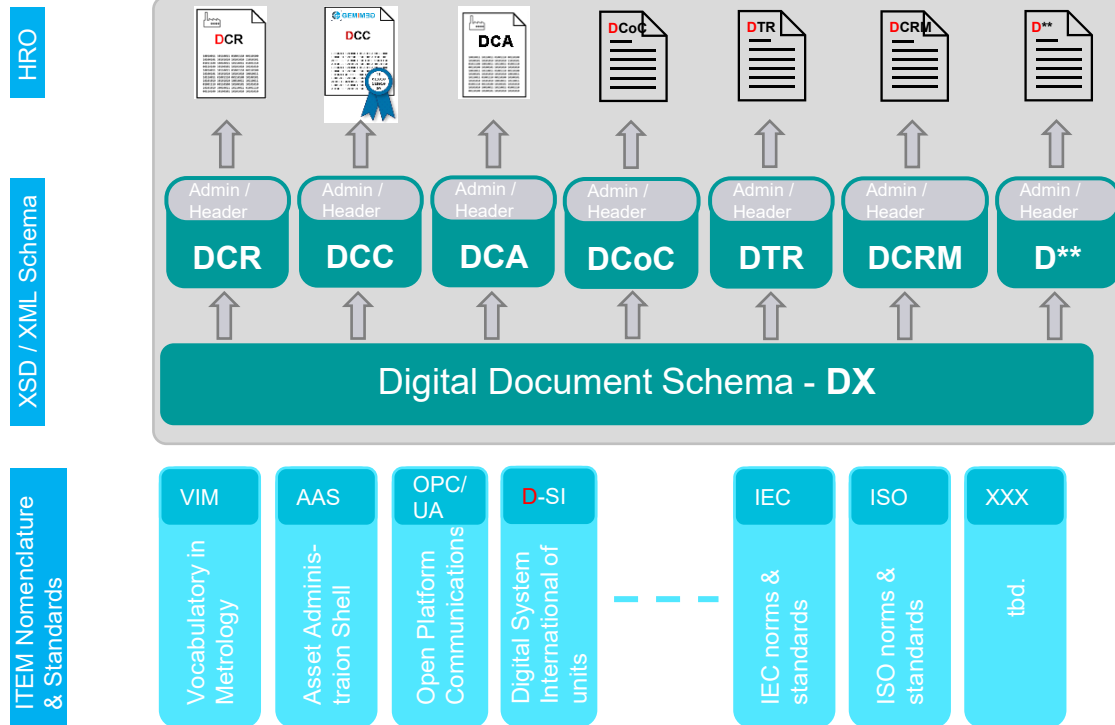 HRO
DCR
GEMIMEG
DCC
DCA
DCoC
DTR
DCRM
D**
XSD / XML Schema
Admin /
Header
DCR
Admin /
Header
DCC
Admin /
Header
DCA
Admin /
Header
DCoC
Admin /
Header
DTR
Admin /
Header
DCRM
Admin /
Header
D**
Digital Document Schema - DX
ITEM Nomenclature
& Standards
VIM
Vocabulatory in
Metrology
AAS
Asset Adminis-
traion Shell
OPC/
UA
Open Platform
Communications
D-SI
Digital System
International of
units
IEC
IEC norms &
standards
ISO
ISO norms &
standards
XXX
tbd.